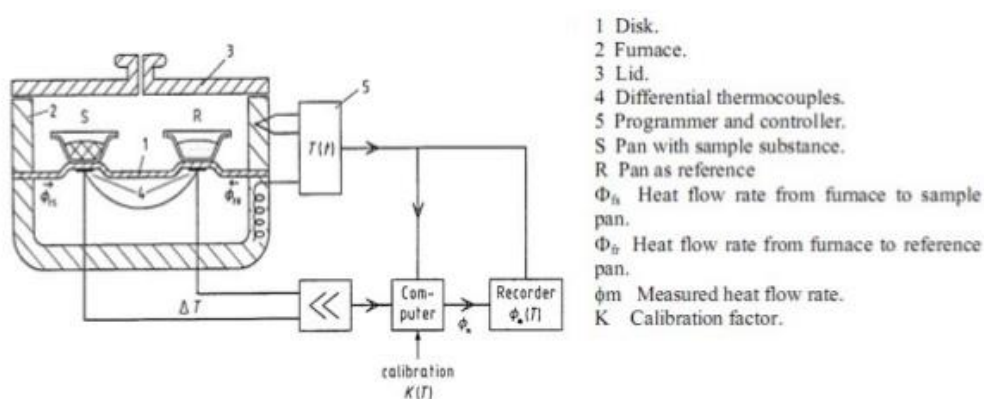 3
2
S
R
5
1
T(t)
4
ϕfs
ϕfR
ΔT
≪
Com-
puter
ϕm
Recorder
ϕm(T)
calibration
K(T)
1 Disk.
2 Furnace.
3 Lid.
4 Differential thermocouples.
5 Programmer and controller.
S Pan with sample substance.
R Pan as reference
Φfs Heat flow rate from furnace to sample
pan.
Φfr Heat flow rate from furnace to reference
pan.
ϕm Measured heat flow rate.
K Calibration factor.